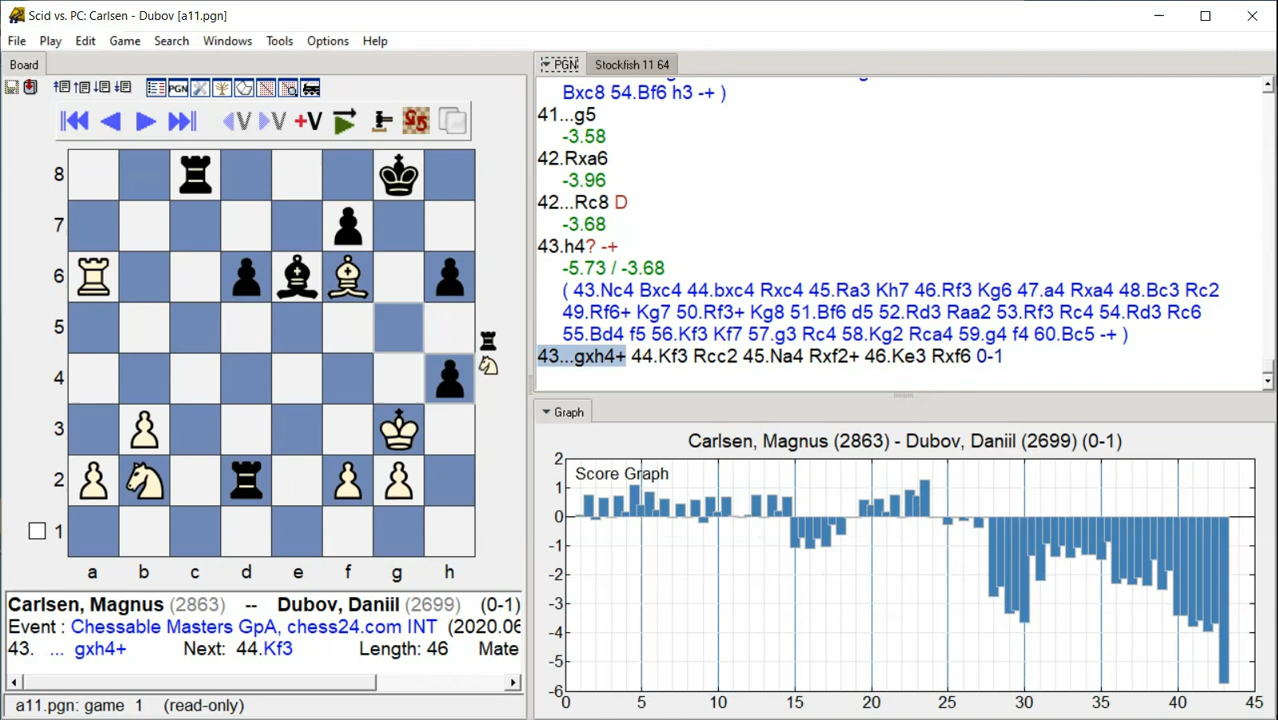 Scid vs. PC: Carlsen - Dubov [a11.pgn]
File Play Edit Game Search Windows Tools Options Help
Board
PGN
+V
8
7
6
5
4
3
2
1
a b c d e f g h
Carlsen, Magnus (2863) -- Dubov, Daniil (2699) (0-1)
Event : Chessable Masters GpA, chess24.com INT (2020.06
43. ... gxh4+ Next: 44.Kf3 Length: 46 Mate
a11.pgn: game 1 (read-only)
PGN Stockfish 11 64
Bxc8 54.Bf6 h3 -+ )
41...g5
-3.58
42.Rxa6
-3.96
42...Rc8 D
-3.68
43.h4? -+
-5.73 / -3.68
( 43.Nc4 Bxc4 44.bxc4 Rxc4 45.Ra3 Kh7 46.Rf3 Kg6 47.a4 Rxa4 48.Bc3 Rc2
49.Rf6+ Kg7 50.Rf3+ Kg8 51.Bf6 d5 52.Rd3 Raa2 53.Rf3 Rc4 54.Rd3 Rc6
55.Bd4 f5 56.Kf3 Kf7 57.g3 Rc4 58.Kg2 Rca4 59.g4 f4 60.Bc5 -+ )
43...gxh4+ 44.Kf3 Rcc2 45.Na4 Rxf2+ 46.Ke3 Rxf6 0-1
Graph
Carlsen, Magnus (2863) - Dubov, Daniil (2699) (0-1)
Score Graph
2
1
0
-1
-2
-3
-4
-5
-6
0 5 10 15 20 25 30 35 40 45